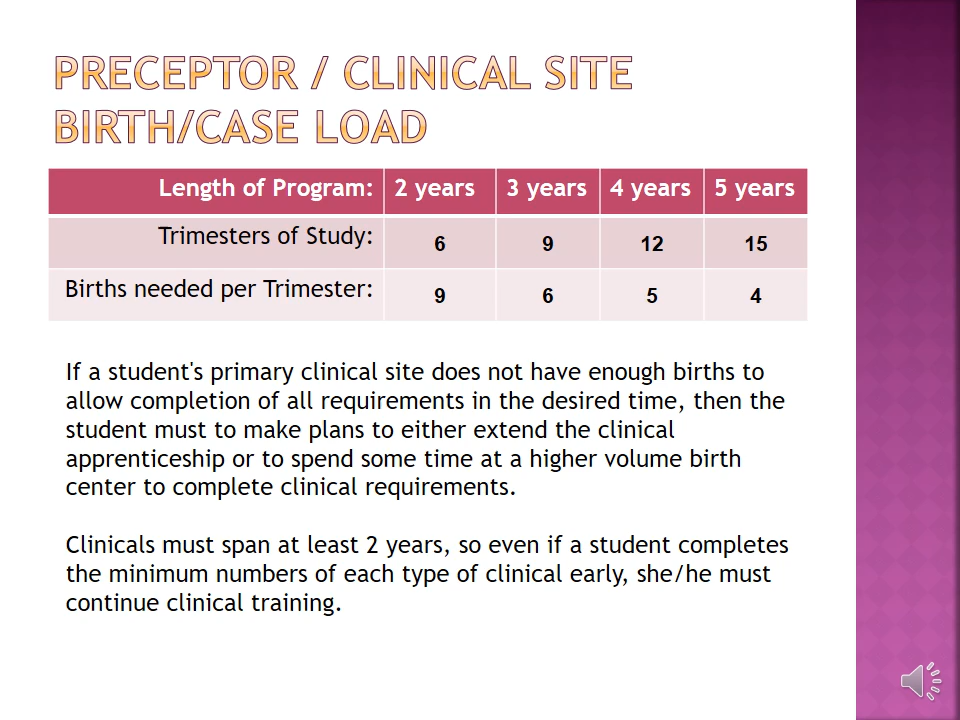 PRECEPTOR / CLINICAL SITE
BIRTH/CASE LOAD
Length of Program: 2 years 3 years 4 years 5 years
Trimesters of Study: 6 9 12 15
Births needed per Trimester: 9 6 5 4
If a student's primary clinical site does not have enough births to
allow completion of all requirements in the desired time, then the
student must to make plans to either extend the clinical
apprenticeship or to spend some time at a higher volume birth
center to complete clinical requirements.
Clinicals must span at least 2 years, so even if a student completes
the minimum numbers of each type of clinical early, she/he must
continue clinical training.